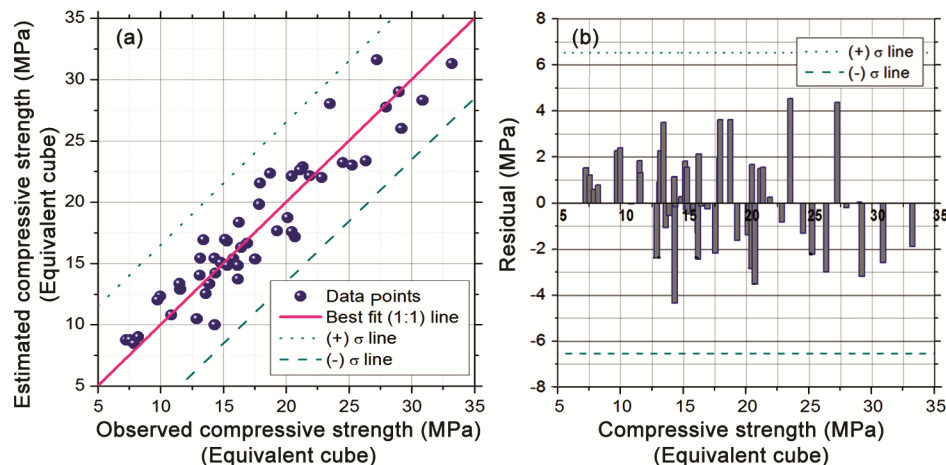 (a)
Estimated compressive strength (MPa)
(Equivalent cube)
35
30
25
20
15
10
5
Data points
Best fit (1:1) line
(+) σ line
(-) σ line
5 10 15 20 25 30 35
Observed compressive strength (MPa)
(Equivalent cube)
(b)
Residual (MPa)
8
6
4
2
0
-2
-4
-6
-8
(+) σ line
(-) σ line
5 10 15 20 25 30 35
5 10 15 20 25 30 35
Compressive strength (MPa)
(Equivalent cube)